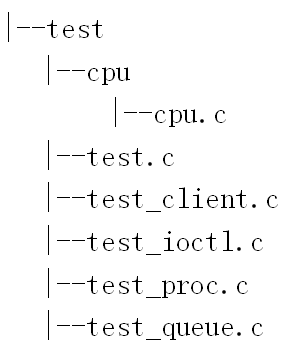 |--test
|--cpu
|--cpu.c
|--test.c
|--test_client.c
|--test_ioctl.c
|--test_proc.c
|--test_queue.c